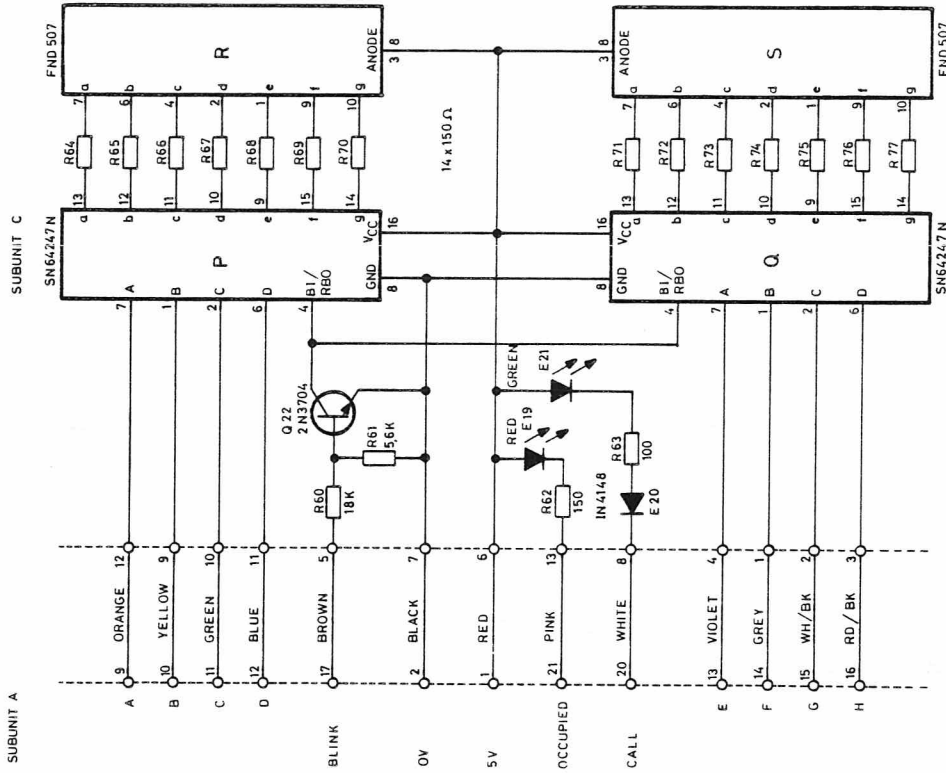 SUBUNIT A
SUBUNIT C
A 9 ORANGE 12
B 10 YELLOW 9
C 11 GREEN 10
D 12 BLUE 11
BLINK 17 BROWN 5
0V 2 BLACK 7
5V 1 RED 6
OCCUPIED 21 PINK 13
CALL 20 WHITE 8
E 13 VIOLET 4
F 14 GREY 1
G 15 WH/BK 2
H 16 RD/BK 3
R60
18K
R61
5,6K
Q22
2N3704
RED
E19
GREEN
E21
R62
150
R63
100
IN4148
E20
SN64247N
P
7 A
1 B
2 C
6 D
4 BI/
RBO
a 13
b 12
c 11
d 10
e 9
f 15
g 14
VCC 16
GND 8
R64
R65
R66
R67
R68
R69
R70
FND 507
R
7 a
6 b
4 c
2 d
1 e
9 f
10 g
ANODE
3 8
14x150Ω
SN64247N
Q
GND 8
VCC 16
4 BI/
RBO
7 A
1 B
2 C
6 D
a 13
b 12
c 11
d 10
e 9
f 15
g 14
R71
R72
R73
R74
R75
R76
R77
FND 507
S
ANODE
3 8
7 a
6 b
4 c
2 d
1 e
9 f
10 g